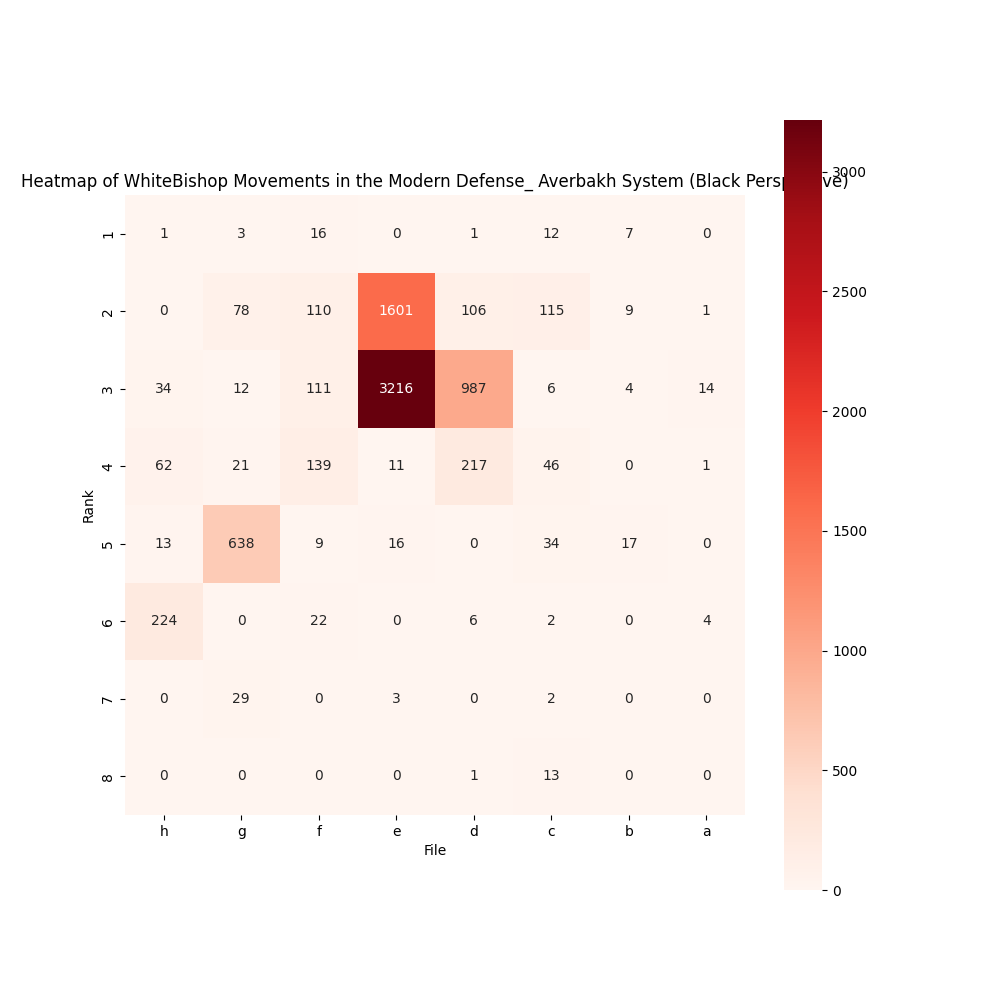 Heatmap of WhiteBishop Movements in the Modern Defense_ Averbakh System (Black Perspective)
1 1 3 16 0 1 12 7 0
2 0 78 110 1601 106 115 9 1
3 34 12 111 3216 987 6 4 14
4 62 21 139 11 217 46 0 1
Rank
5 13 638 9 16 0 34 17 0
6 224 0 22 0 6 2 0 4
7 0 29 0 3 0 2 0 0
8 0 0 0 0 1 13 0 0
h g f e d c b a
File
3000
2500
2000
1500
1000
500
0